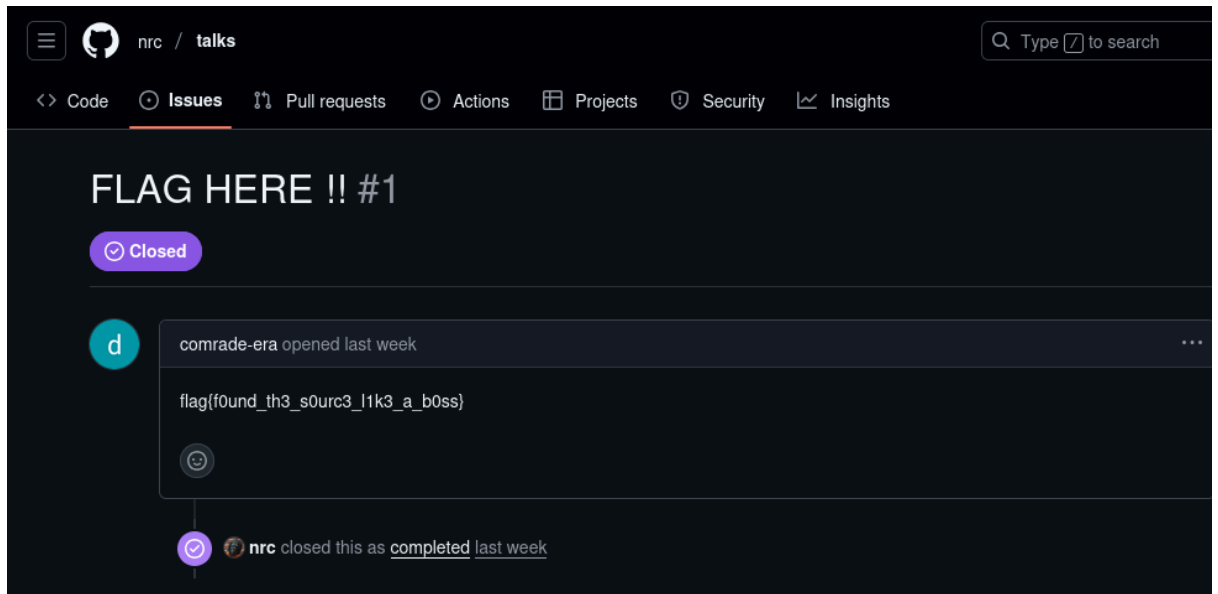 nrc / talks
Type / to search
Code Issues Pull requests Actions Projects Security Insights
FLAG HERE !! #1
Closed
d
comrade-era opened last week
flag{f0und_th3_s0urc3_l1k3_a_b0ss}
nrc closed this as completed last week